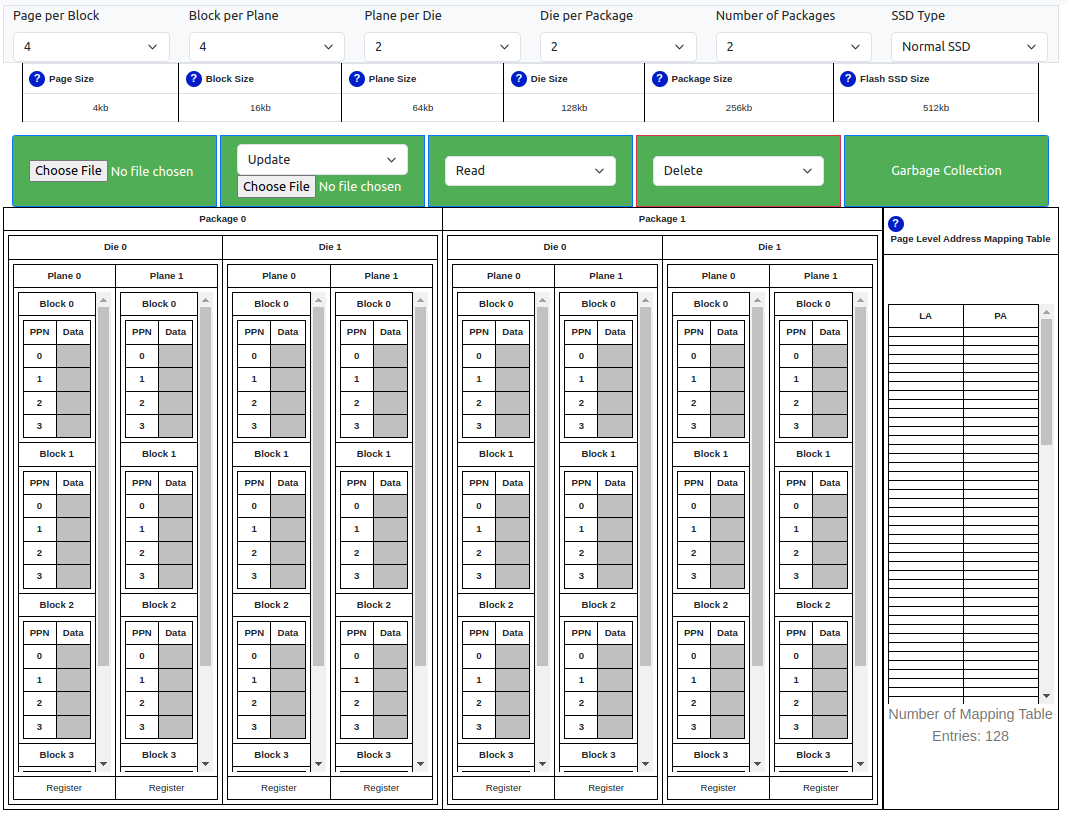 Page per Block Block per Plane Plane per Die Die per Package Number of Packages SSD Type
4 4 2 2 2 Normal SSD
? Page Size ? Block Size ? Plane Size ? Die Size ? Package Size ? Flash SSD Size
4kb 16kb 64kb 128kb 256kb 512kb
Update
Choose File No file chosen Read Delete Garbage Collection
Choose File No file chosen
Package 0 Package 1 ?
Page Level Address Mapping Table
Die 0 Die 1 Die 0 Die 1
Plane 0 Plane 1 Plane 0 Plane 1 Plane 0 Plane 1 Plane 0 Plane 1
Block 0 Block 0 Block 0 Block 0 Block 0 Block 0 Block 0 Block 0
LA PA
PPN Data PPN Data PPN Data PPN Data PPN Data PPN Data PPN Data PPN Data
0 0 0 0 0 0 0 0
1 1 1 1 1 1 1 1
2 2 2 2 2 2 2 2
3 3 3 3 3 3 3 3
Block 1 Block 1 Block 1 Block 1 Block 1 Block 1 Block 1 Block 1
PPN Data PPN Data PPN Data PPN Data PPN Data PPN Data PPN Data PPN Data
0 0 0 0 0 0 0 0
1 1 1 1 1 1 1 1
2 2 2 2 2 2 2 2
3 3 3 3 3 3 3 3
Block 2 Block 2 Block 2 Block 2 Block 2 Block 2 Block 2 Block 2
PPN Data PPN Data PPN Data PPN Data PPN Data PPN Data PPN Data PPN Data
0 0 0 0 0 0 0 0
1 1 1 1 1 1 1 1
2 2 2 2 2 2 2 2
3 3 3 3 3 3 3 3
Block 3 Block 3 Block 3 Block 3 Block 3 Block 3 Block 3 Block 3
Register Register Register Register Register Register Register Register
Number of Mapping Table
Entries: 128